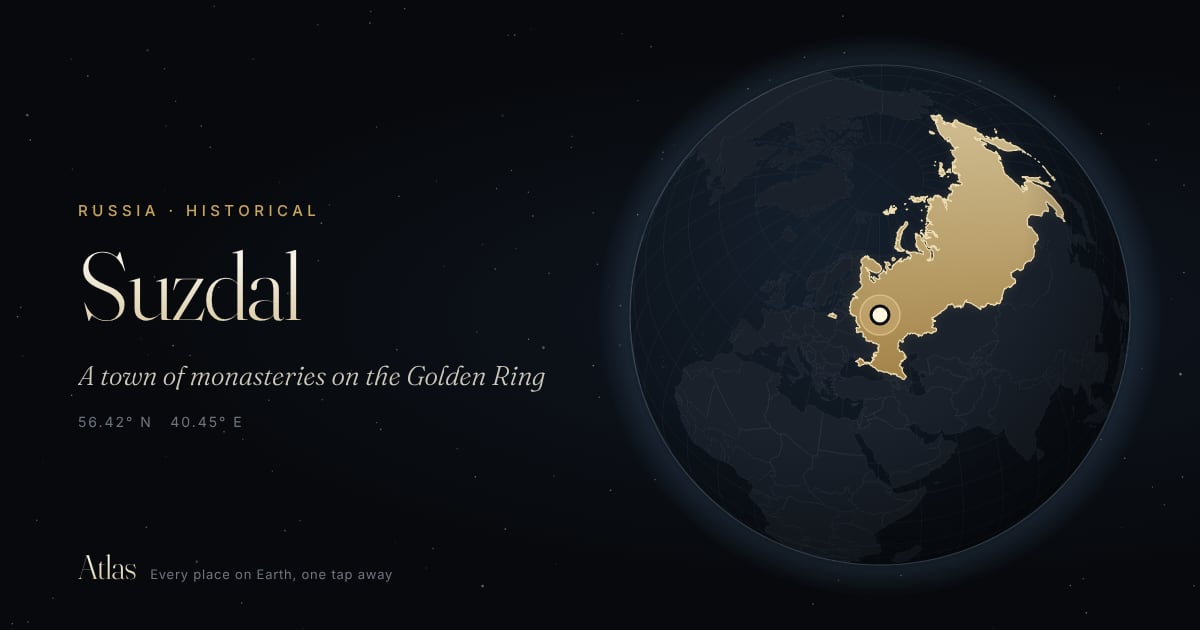 RUSSIA · HISTORICAL
Suzdal
A town of monasteries on the Golden Ring
56.42° N 40.45° E
Atlas Every place on Earth, one tap away